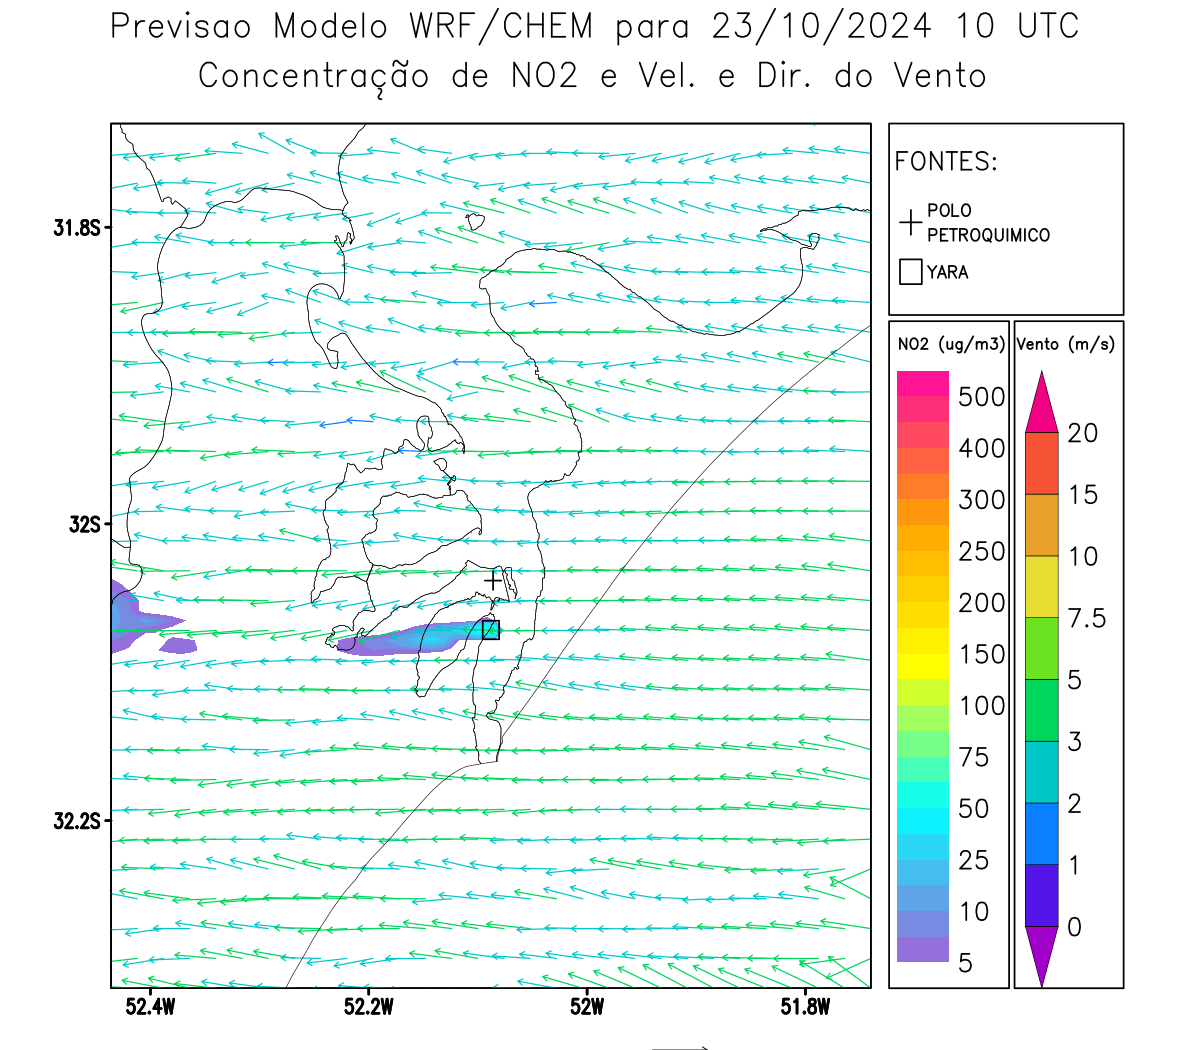 Previsao Modelo WRF/CHEM para 23/10/2024 10 UTC
Concentração de NO2 e Vel. e Dir. do Vento
FONTES:
POLO
PETROQUIMICO
YARA
NO2 (ug/m3)
500
400
300
250
200
150
100
75
50
25
10
5
Vento (m/s)
20
15
10
7.5
5
3
2
1
0
31.8S
32S
32.2S
52.4W
52.2W
52W
51.8W